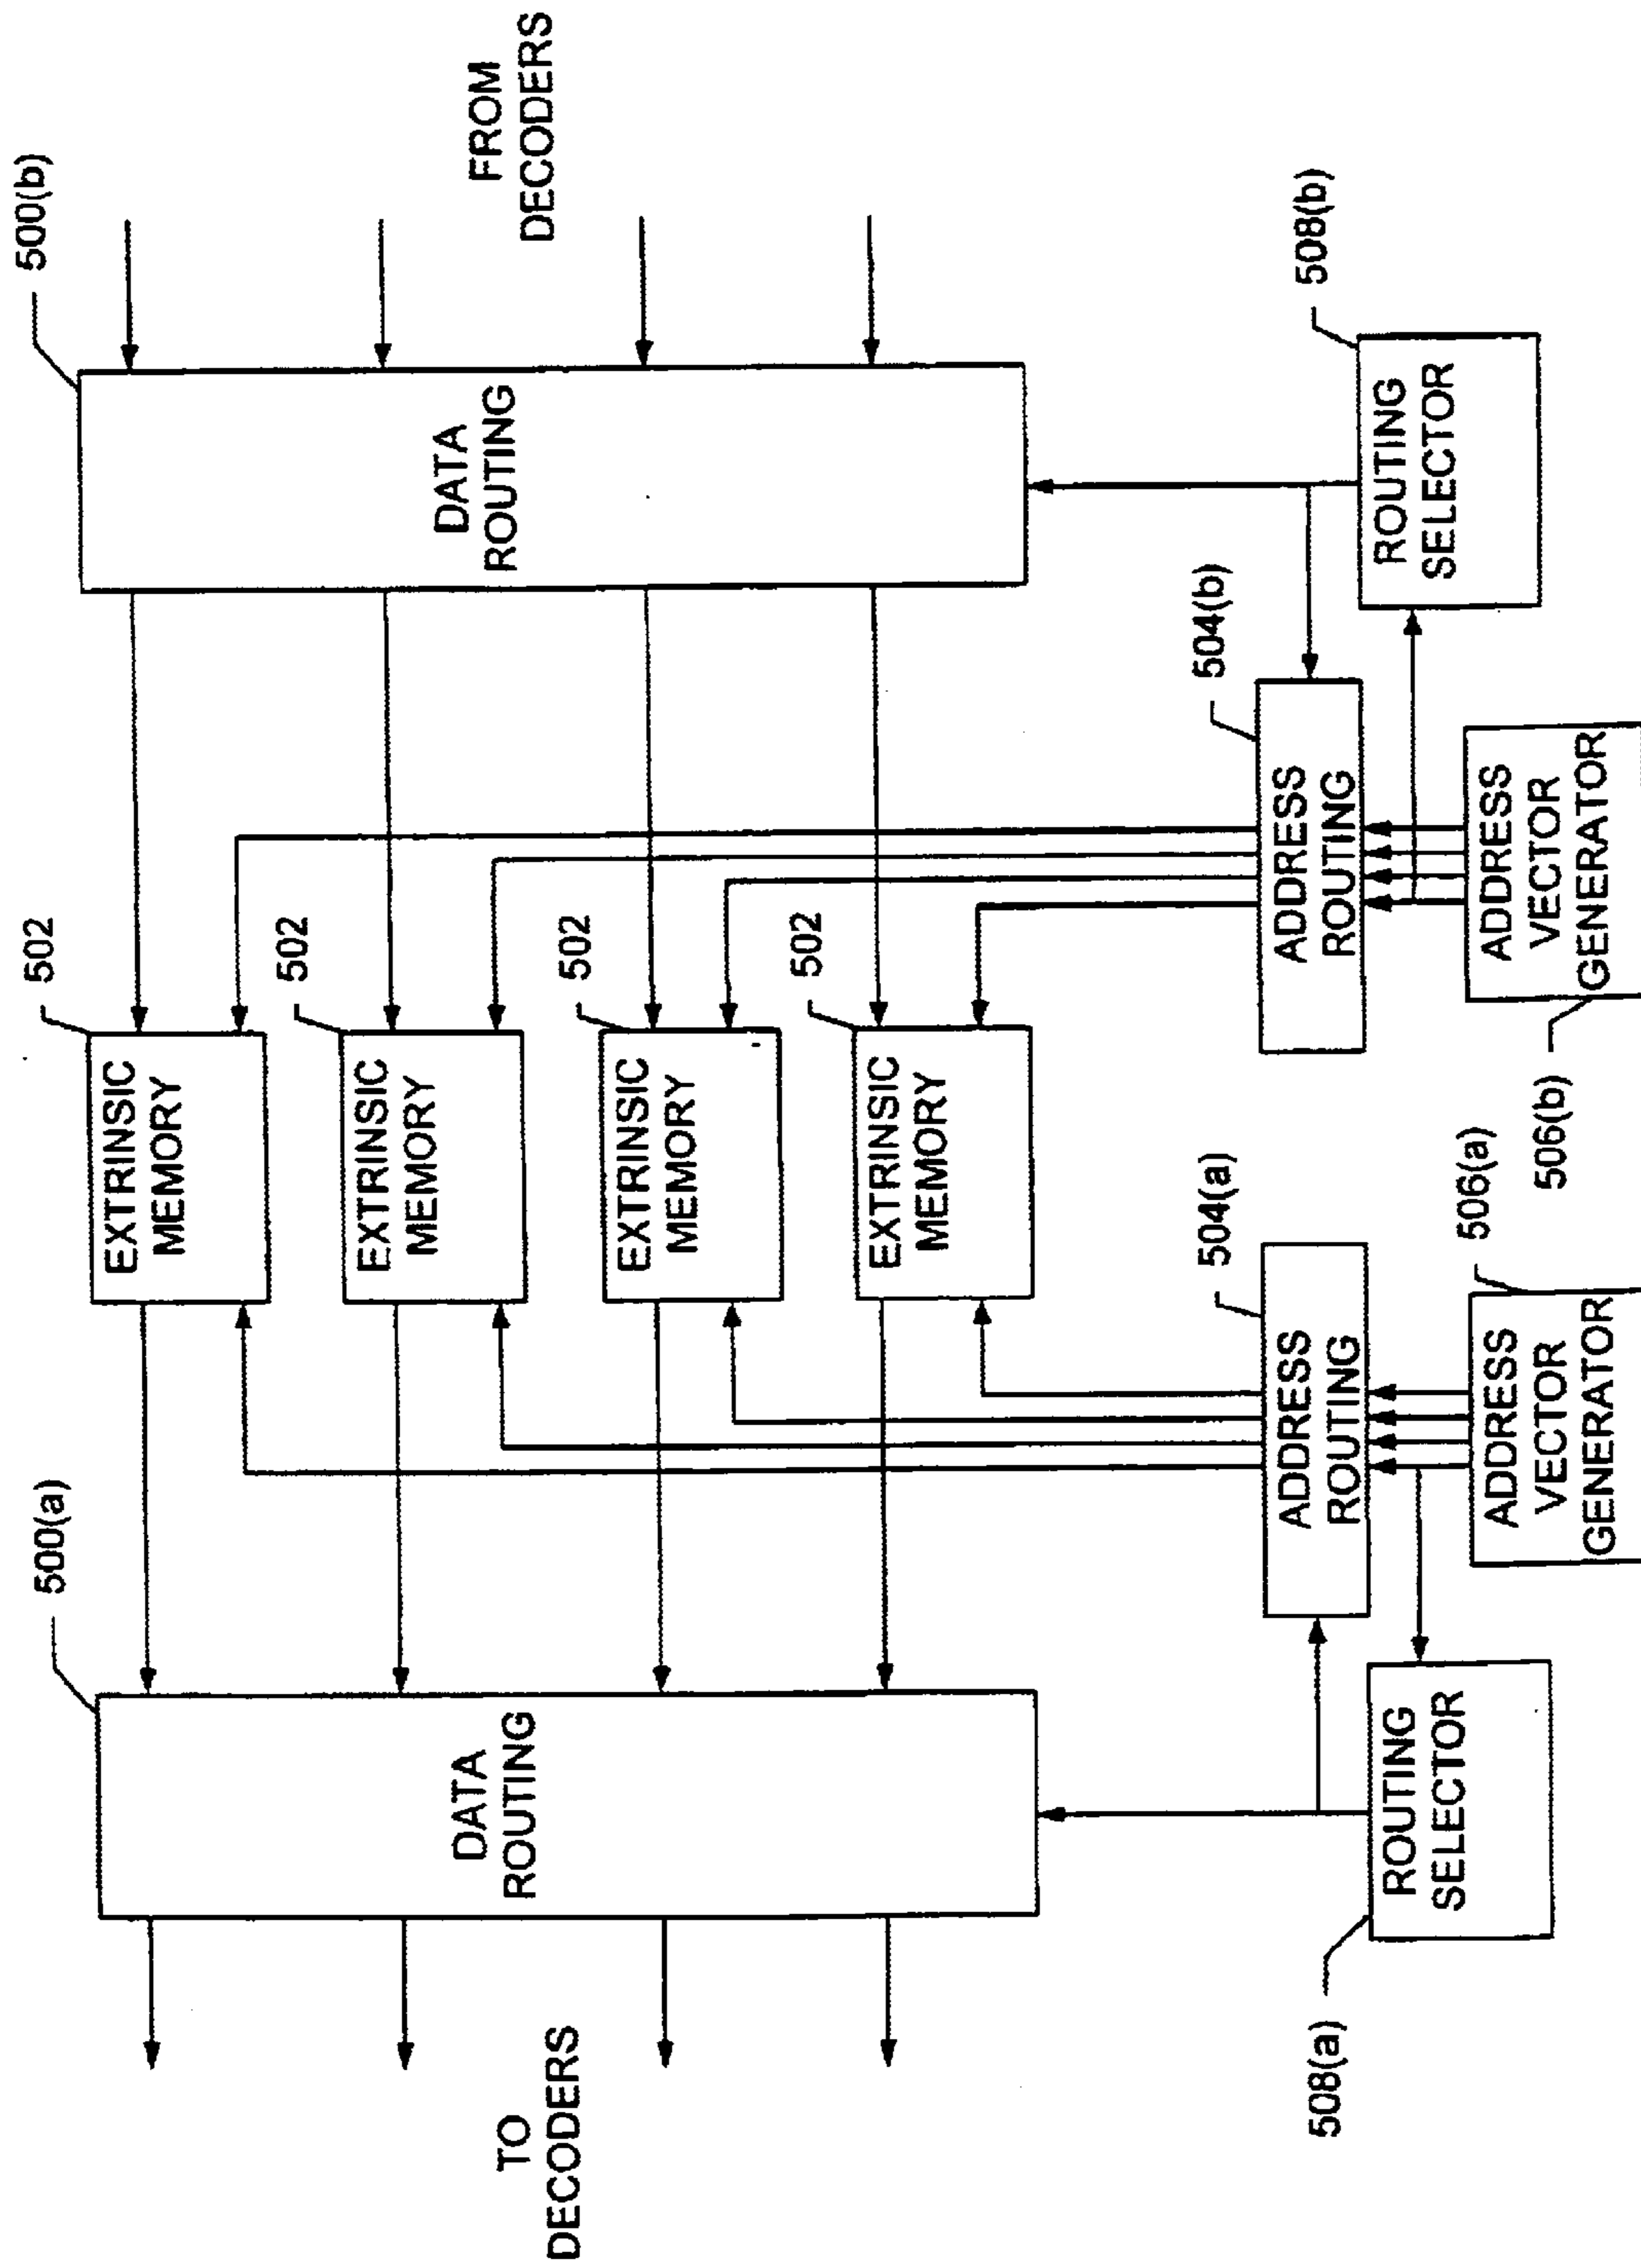 500(a)
502
502
502
502
500(b)
EXTRINSIC
MEMORY
EXTRINSIC
MEMORY
EXTRINSIC
MEMORY
EXTRINSIC
MEMORY
DATA
ROUTING
DATA
ROUTING
TO
DECODERS
FROM
DECODERS
504(a)
504(b)
ADDRESS
ROUTING
ADDRESS
ROUTING
508(a)
508(b)
ROUTING
SELECTOR
ROUTING
SELECTOR
506(a)
506(b)
ADDRESS
VECTOR
GENERATOR
ADDRESS
VECTOR
GENERATOR